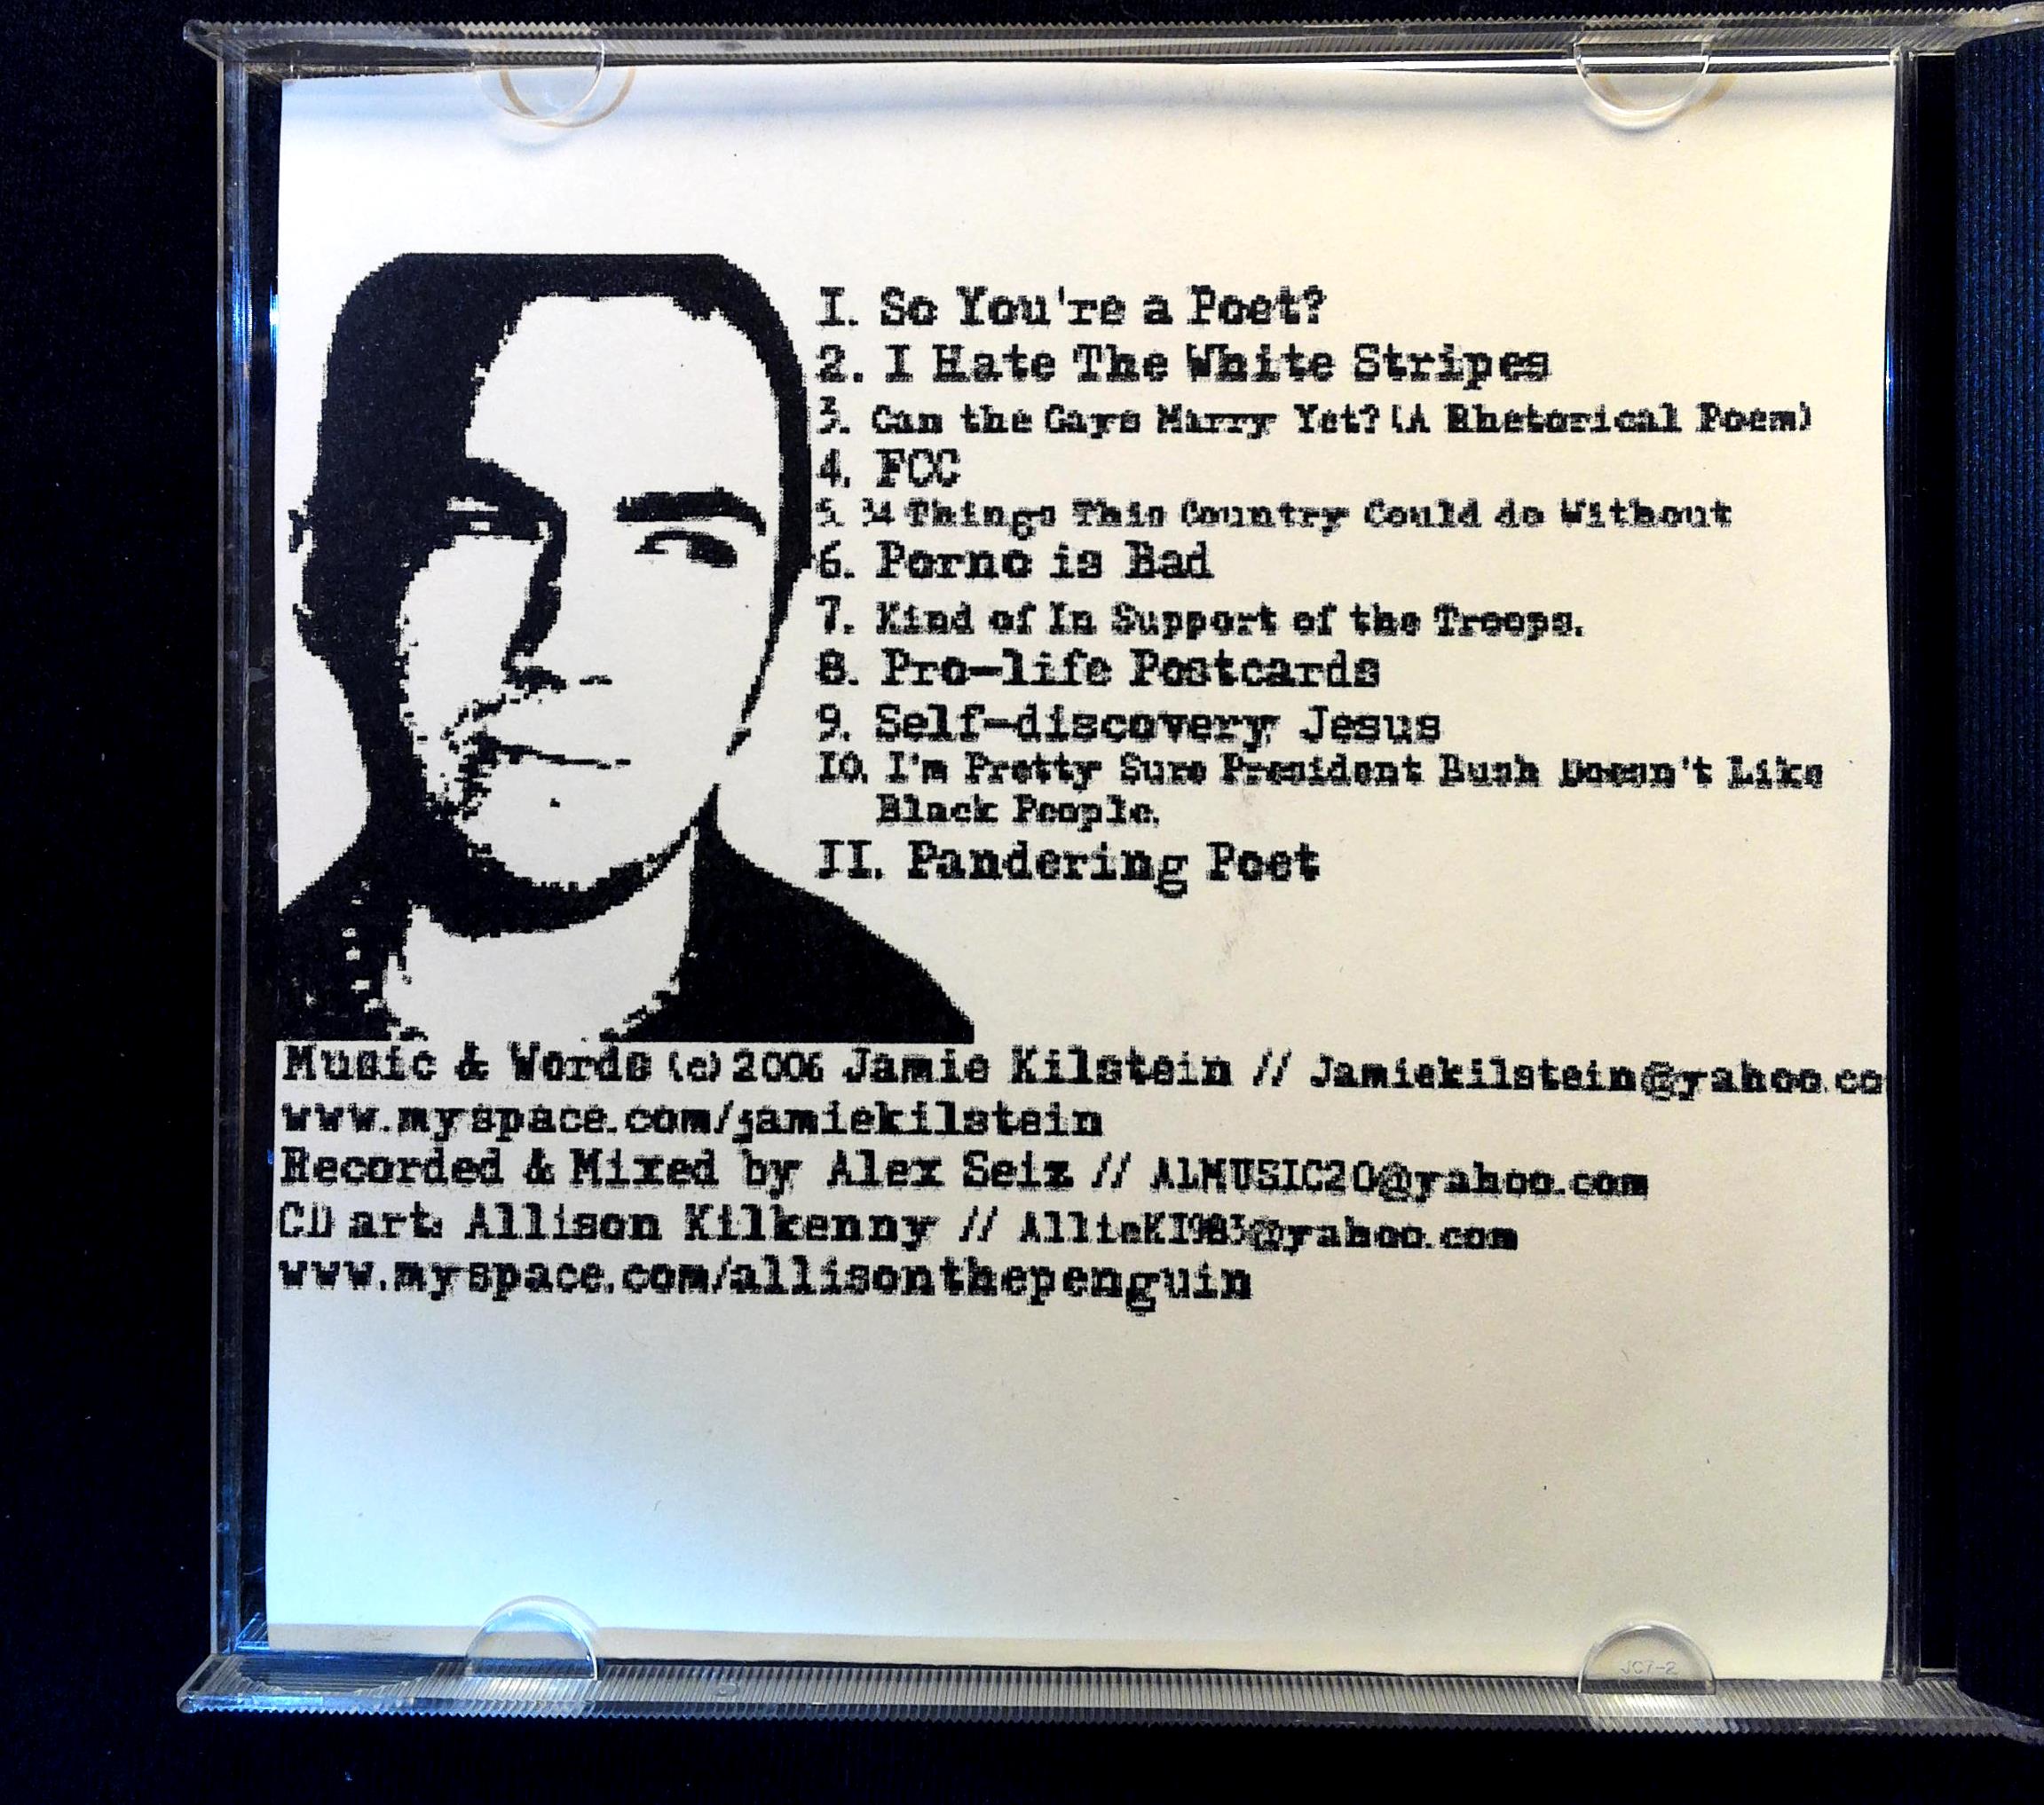 I. So You're a Poet?
2. I Hate The White Stripes
3. Can the Gays Marry Yet? (A Rhetorical Poem)
4. FCC
5. Things This Country Could do Without
6. Porno is Bad
7. Kind of In Support of the Troops.
8. Pro-life Postcards
9. Self-discovery Jesus
I0. I'm Pretty Sure President Bush Doesn't Like
Black People.
II. Pandering Poet
Music & Words (c) 2006 Jamie Kilstein // Jamiekilstein@yahoo.co
www.myspace.com/jamiekilstein
Recorded & Mixed by Alex Seiz // A1MUSIC20@yahoo.com
CD art: Allison Kilkenny // AllieKI983@yahoo.com
www.myspace.com/allisonthepenguin
JC7-2